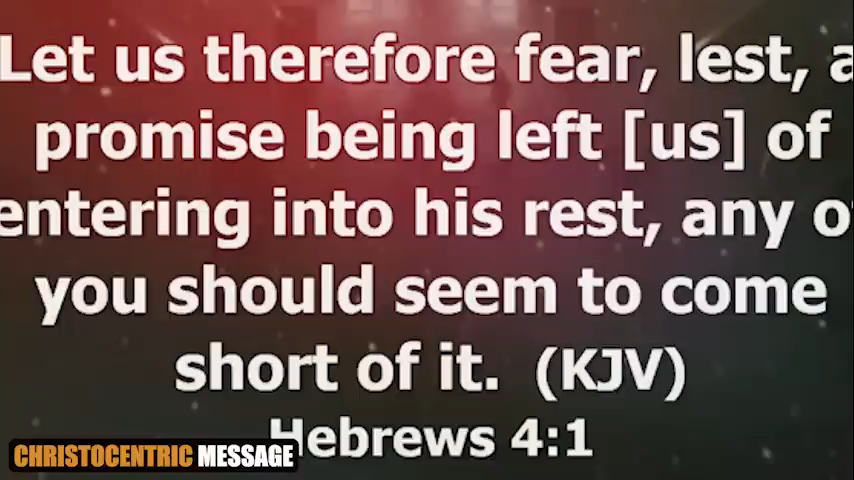 Let us therefore fear, lest, a
promise being left [us] of
entering into his rest, any of
you should seem to come
short of it. (KJV)
Hebrews 4:1
CHRISTOCENTRIC MESSAGE